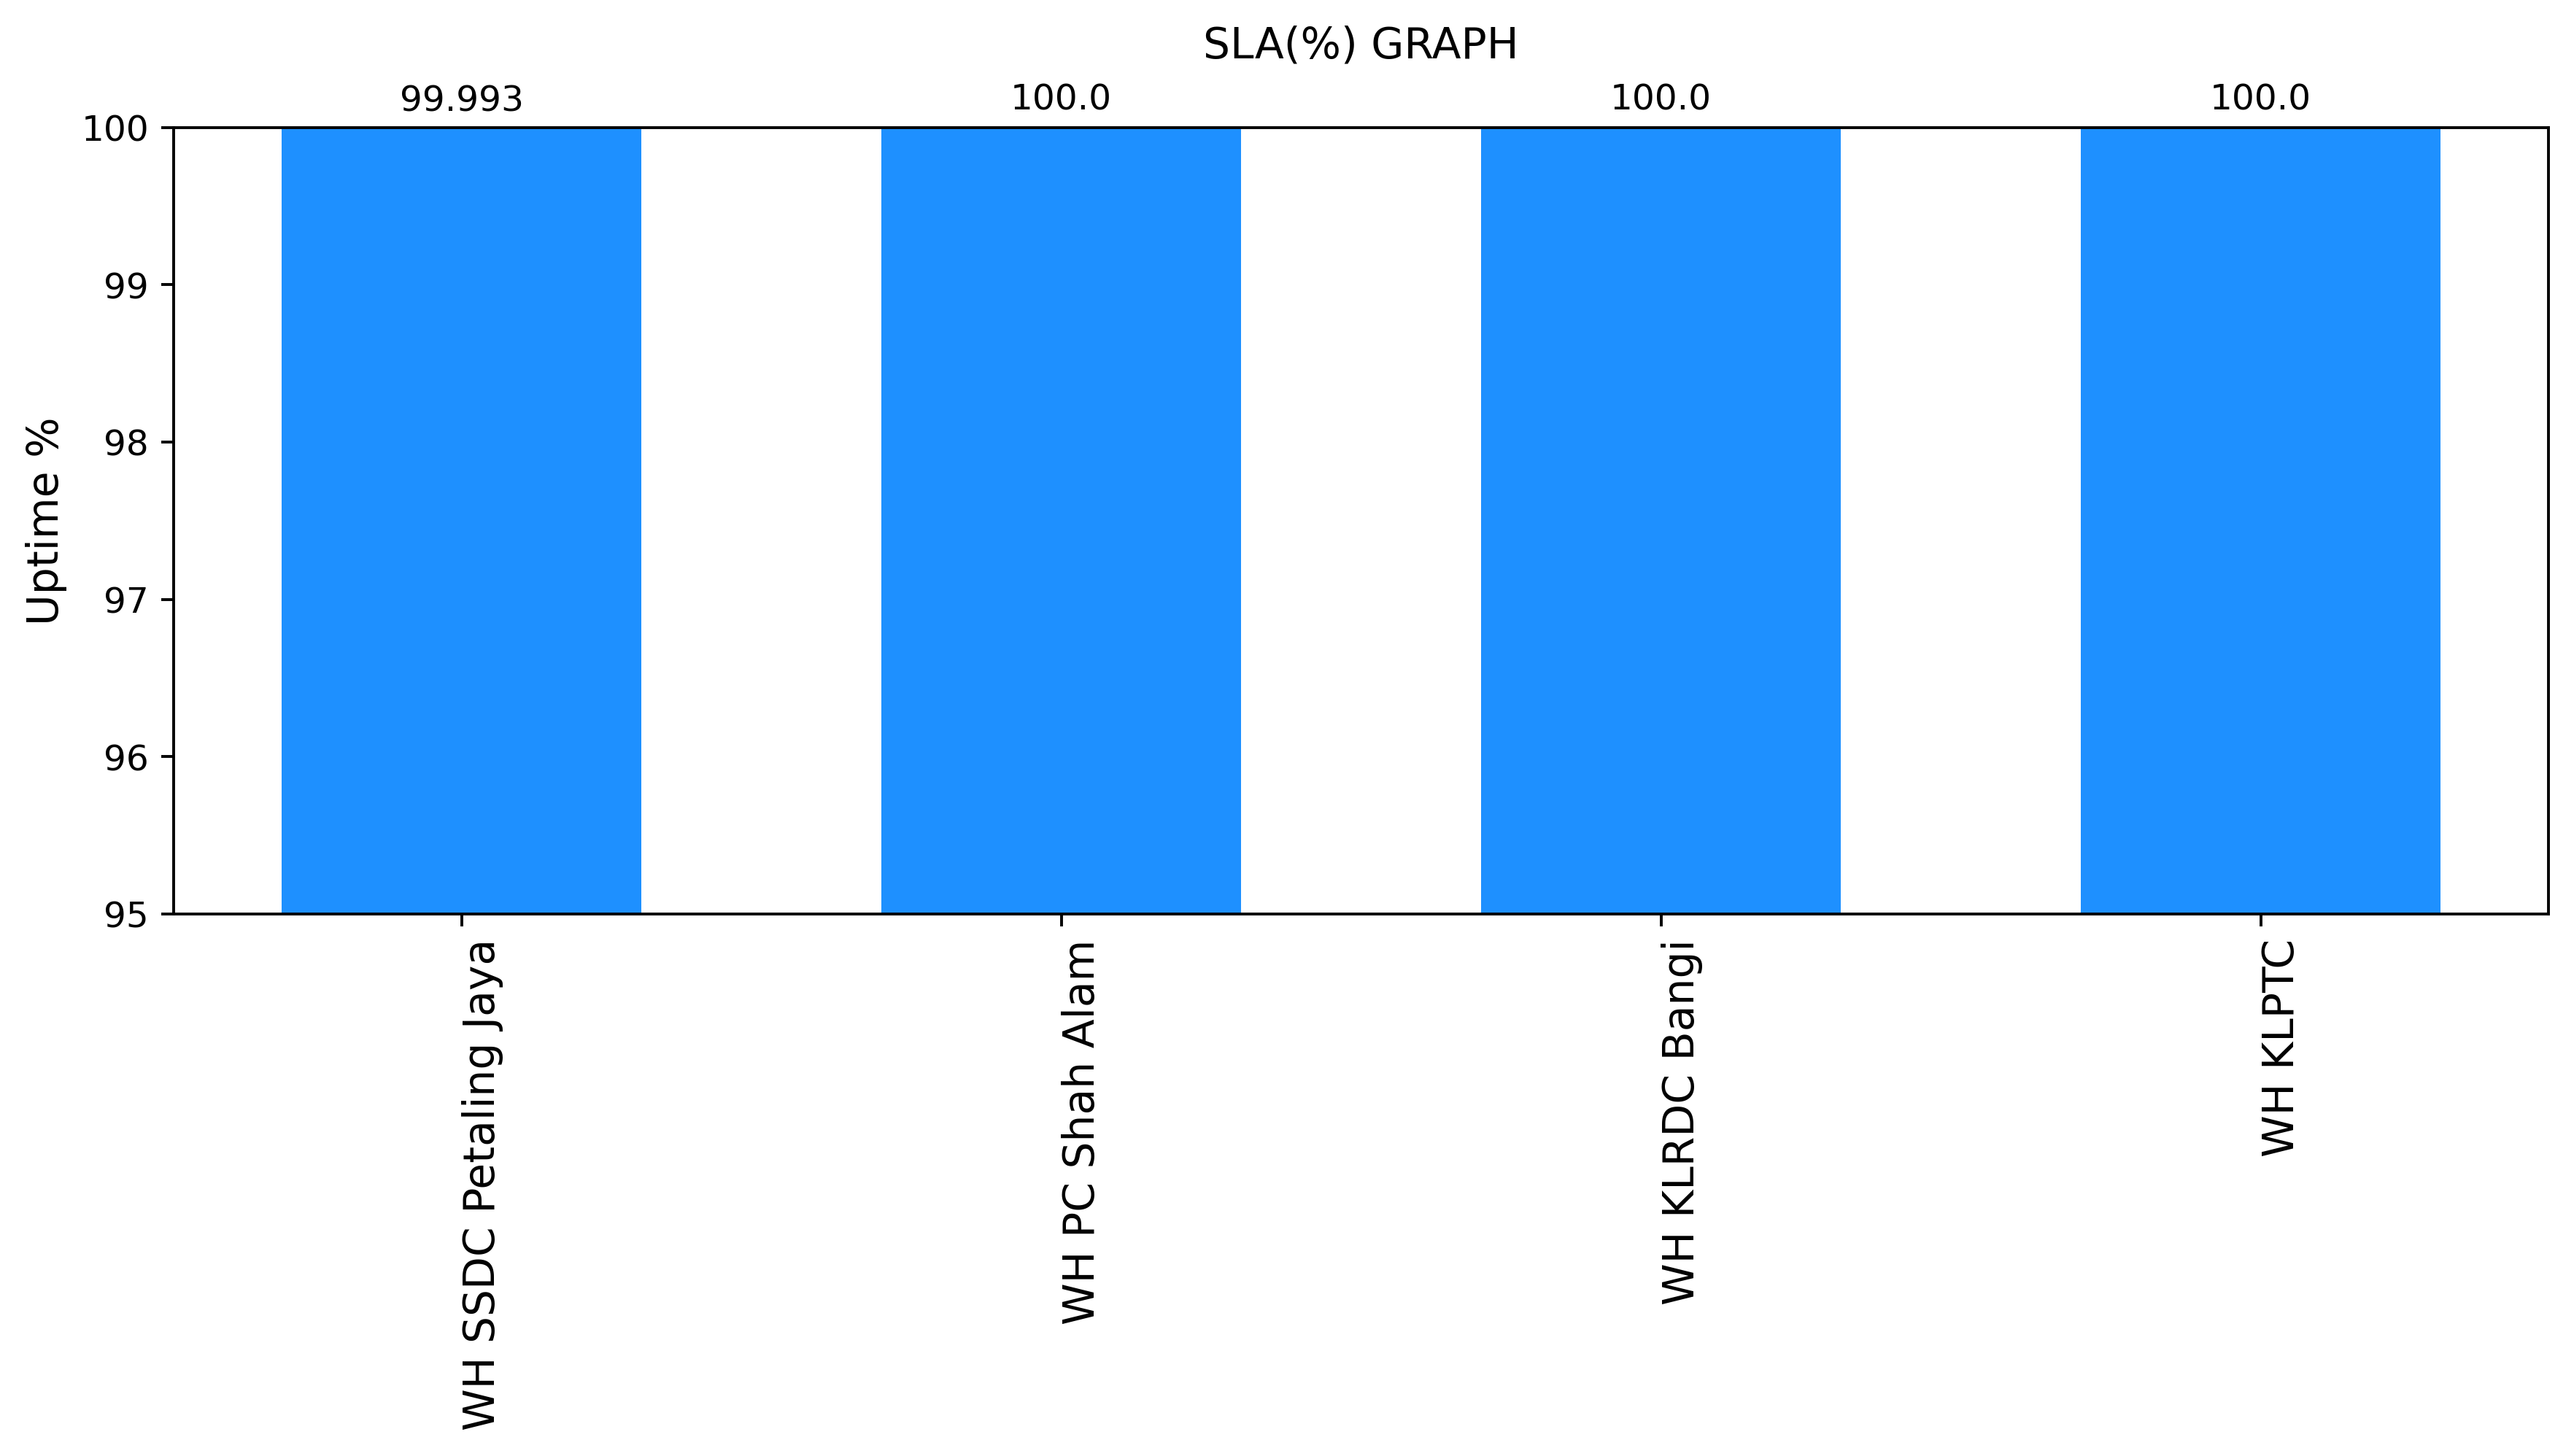 SLA(%) GRAPH
99.993 100.0 100.0 100.0
100
99
98
97
96
95
Uptime %
WH SSDC Petaling Jaya
WH PC Shah Alam
WH KLRDC Bangi
WH KLPTC